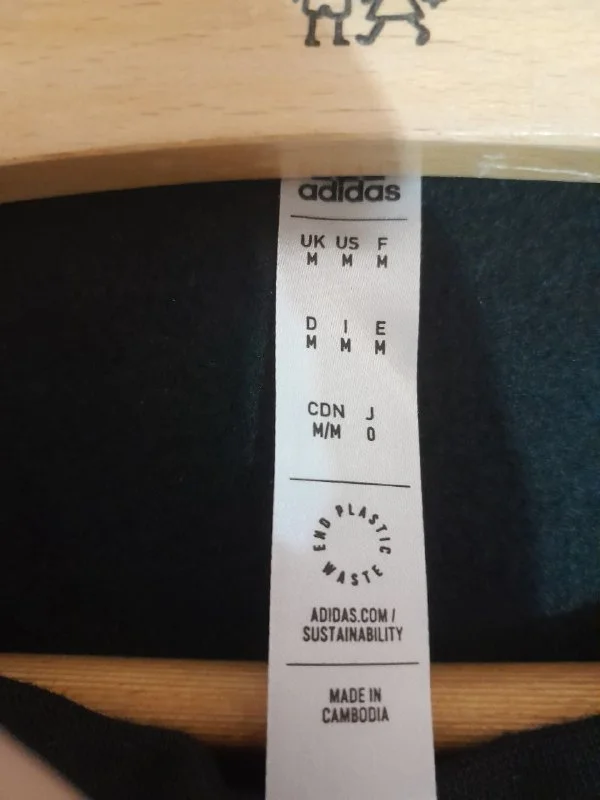 adidas
UK US F
M M M
D I E
M M M
CDN J
M/M O
END PLASTIC WASTE
ADIDAS.COM /
SUSTAINABILITY
MADE IN
CAMBODIA